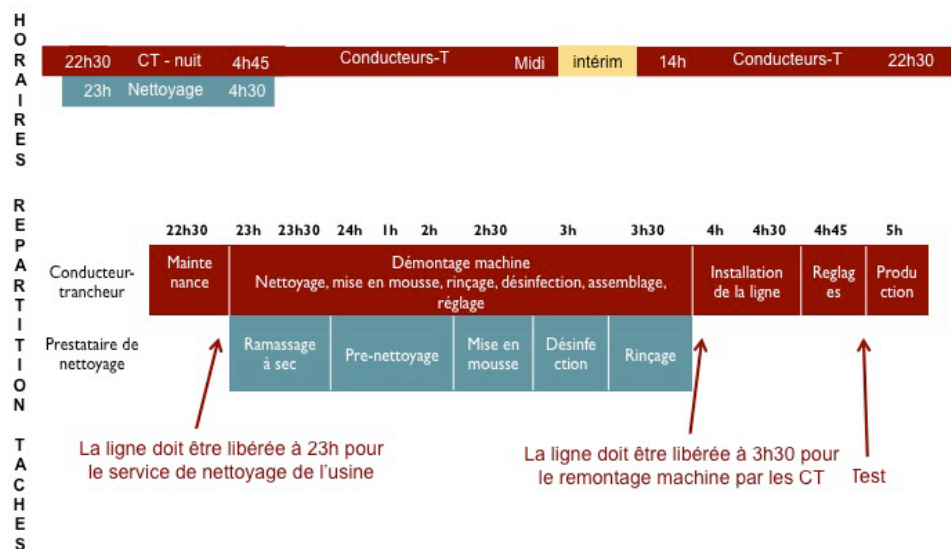 HORAIRES
22h30 CT - nuit 4h45 Conducteurs-T Midi intérim 14h Conducteurs-T 22h30
23h Nettoyage 4h30
REPARTITION TACHES
22h30 23h 23h30 24h 1h 2h 2h30 3h 3h30 4h 4h30 4h45 5h
Conducteur-
trancheur
Mainte
nance
Démontage machine
Nettoyage, mise en mousse, rinçage, désinfection, assemblage,
réglage
Installation
de la ligne
Reglag
es
Produ
ction
Prestataire de
nettoyage
Ramassage
à sec
Pre-nettoyage
Mise en
mousse
Désinfe
ction
Rinçage
La ligne doit être libérée à 23h pour
le service de nettoyage de l'usine
La ligne doit être libérée à 3h30 pour
le remontage machine par les CT
Test